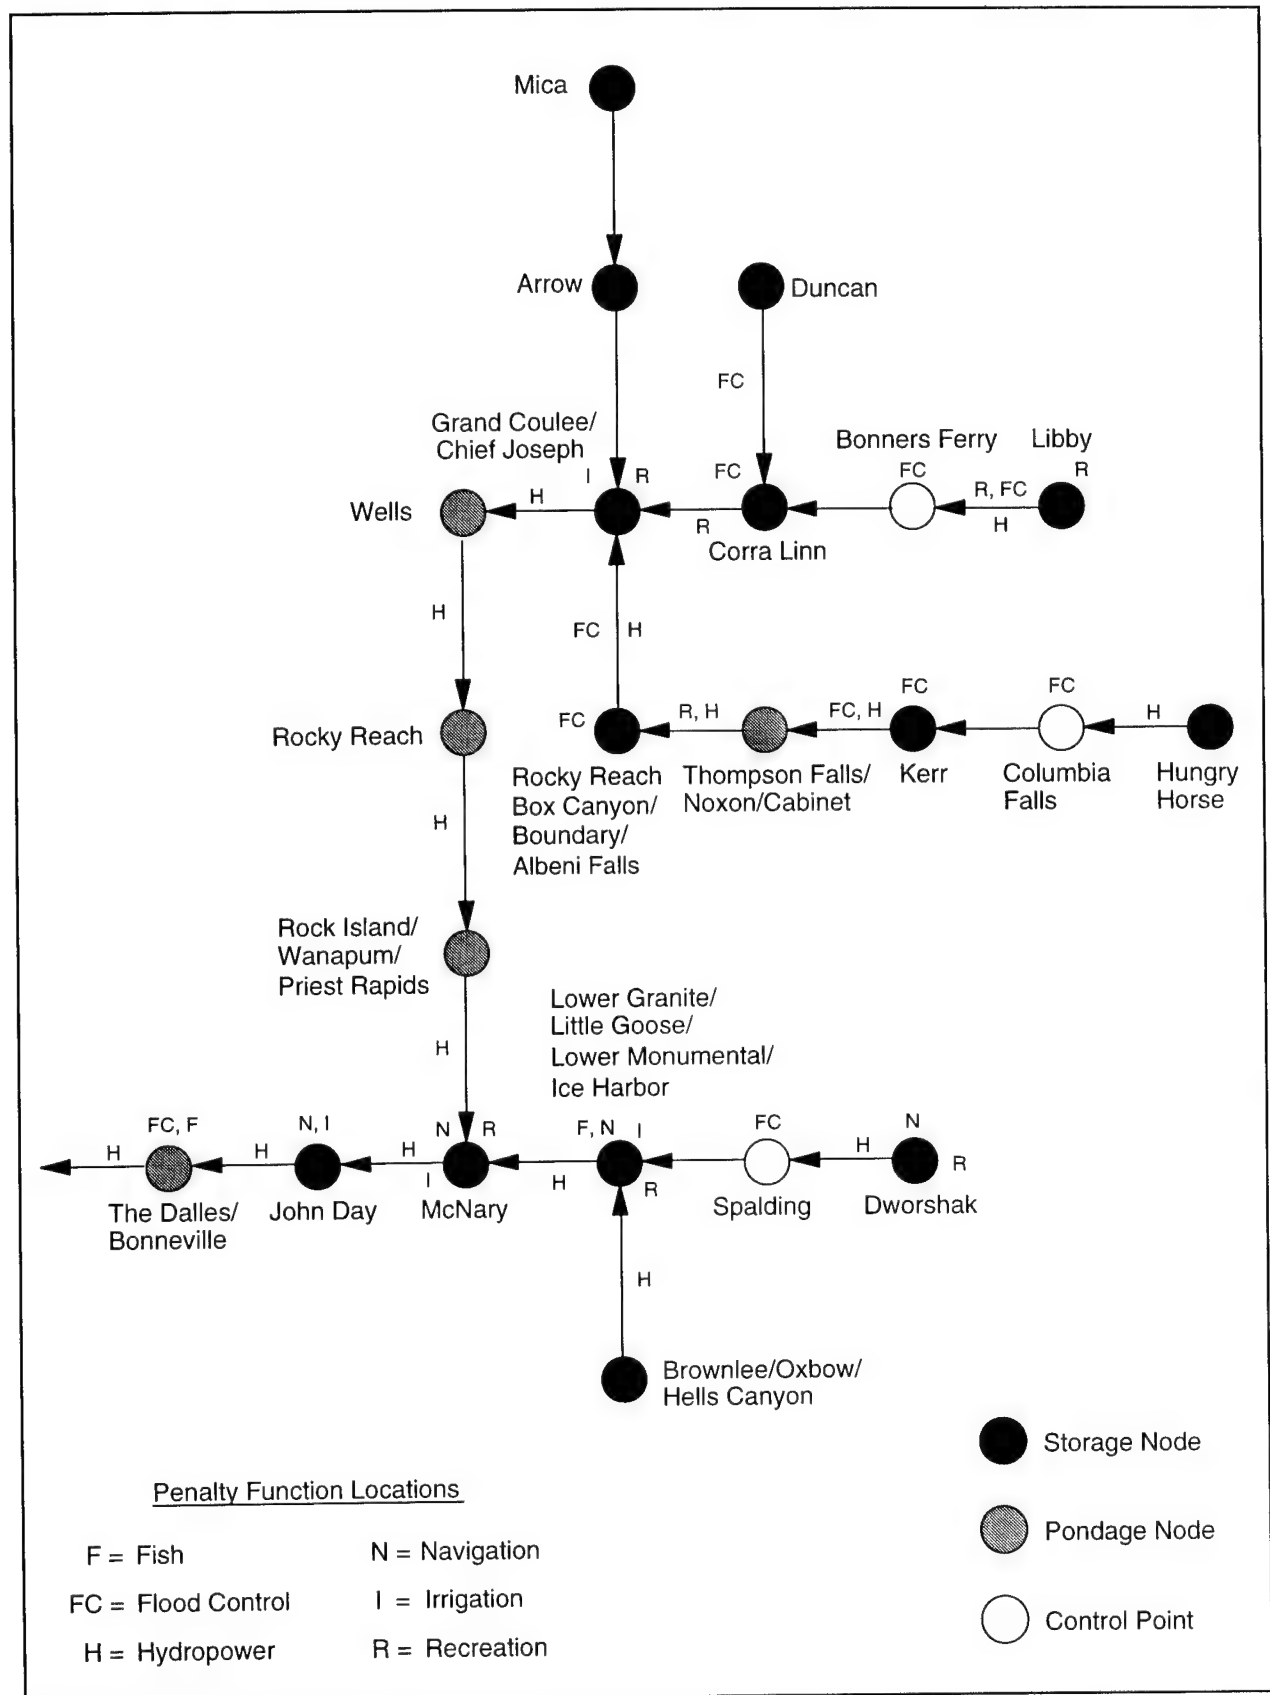 Mica
Arrow
Duncan
FC
Grand Coulee/
Chief Joseph
Bonners Ferry
Libby
I
R
FC
FC
R, FC
R
Wells
H
R
H
Corra Linn
H
FC
H
FC
FC
Rocky Reach
FC
R, H
FC, H
H
Rocky Reach
Box Canyon/
Boundary/
Albeni Falls
Thompson Falls/
Noxon/Cabinet
Kerr
Columbia
Falls
Hungry
Horse
H
Rock Island/
Wanapum/
Priest Rapids
Lower Granite/
Little Goose/
Lower Monumental/
Ice Harbor
H
FC, F
N, I
N
R
F, N
I
FC
N
H
H
H
I
H
R
H
R
The Dalles/
Bonneville
John Day
McNary
Spalding
Dworshak
H
Brownlee/Oxbow/
Hells Canyon
Storage Node
Pondage Node
Control Point
Penalty Function Locations
F = Fish
FC = Flood Control
H = Hydropower
N = Navigation
I = Irrigation
R = Recreation